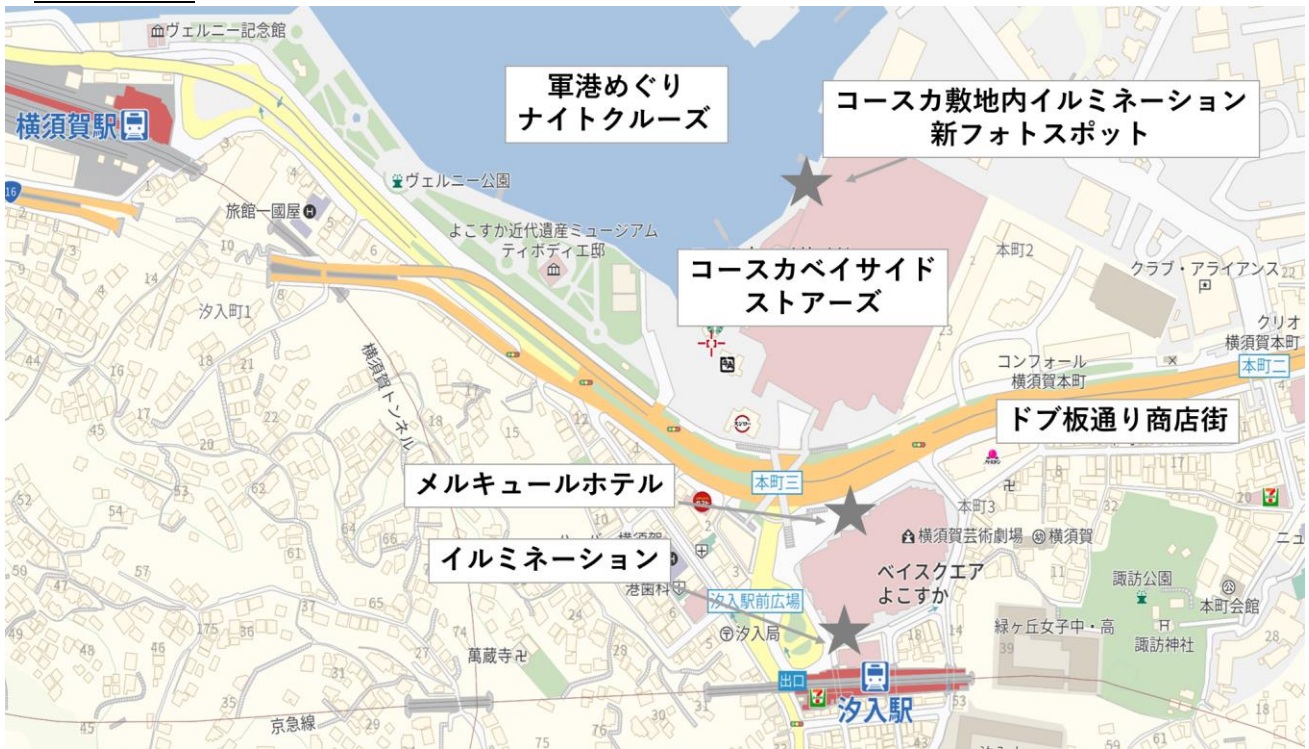 ヴェルニー記念館
横須賀駅
16
軍港めぐり
ナイトクルーズ
コースカ敷地内イルミネーション
新フォトスポット
ヴェルニー公園
旅館一國屋
よこすか近代遺産ミュージアム
ティボディエ邸
本町2
クラブ・アライアンス
22
コースカベイサイド
ストアーズ
汐入町1
横須賀トンネル
クリオ
横須賀本町
本町二
コンフォール
横須賀本町
ドブ板通り商店街
メルキュールホテル
本町三
本町3
横須賀芸術劇場
横須賀
イルミネーション
ベイスクエア
よこすか
港歯科
汐入駅前広場
汐入局
諏訪公園
本町会館
緑ヶ丘女子中・高
39
諏訪神社
萬蔵寺
出口
汐入駅
京急線